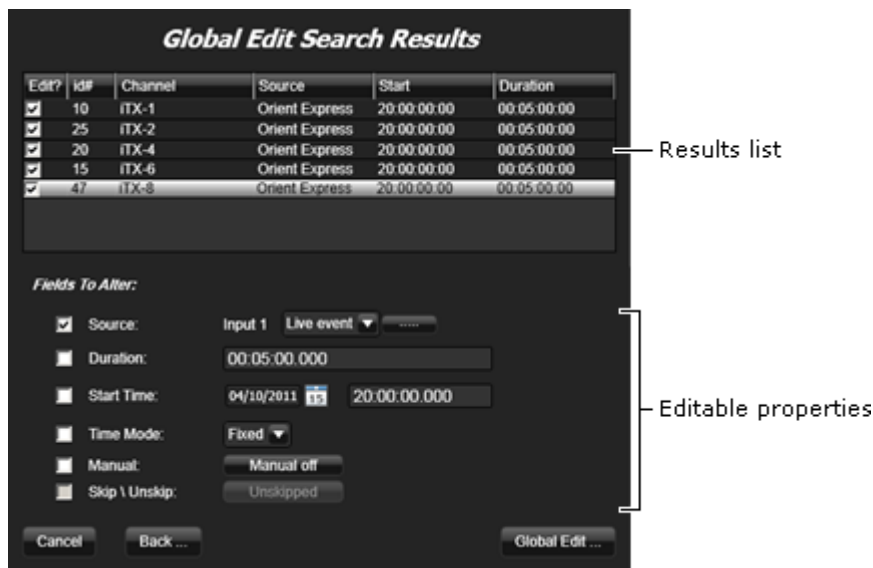 Global Edit Search Results
Edit? id# Channel Source Start Duration
10 iTX-1 Orient Express 20:00:00:00 00:05:00:00
25 iTX-2 Orient Express 20:00:00:00 00:05:00:00
20 iTX-4 Orient Express 20:00:00:00 00:05:00:00
15 iTX-6 Orient Express 20:00:00:00 00:05:00:00
47 iTX-8 Orient Express 20:00:00:00 00:05:00:00
Results list
Fields To Alter:
Source: Input 1 Live event .....
Duration: 00:05:00.000
Start Time: 04/10/2011 15 20:00:00.000
Editable properties
Time Mode: Fixed
Manual: Manual off
Skip \ Unskip: Unskipped
Cancel Back ... Global Edit ...